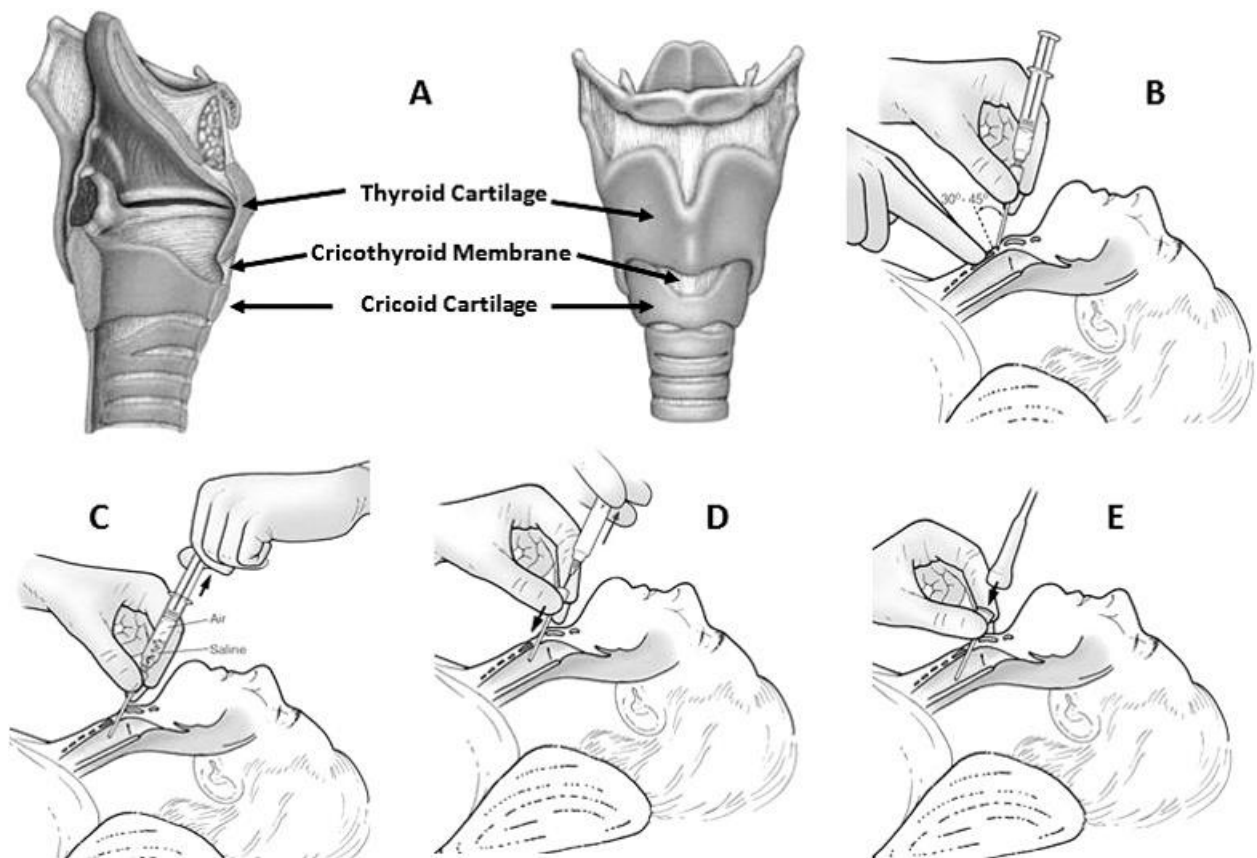 A
B
Thyroid Cartilage
Cricothyroid Membrane
Cricoid Cartilage
30°- 45°
C
D
E
Air
Saline